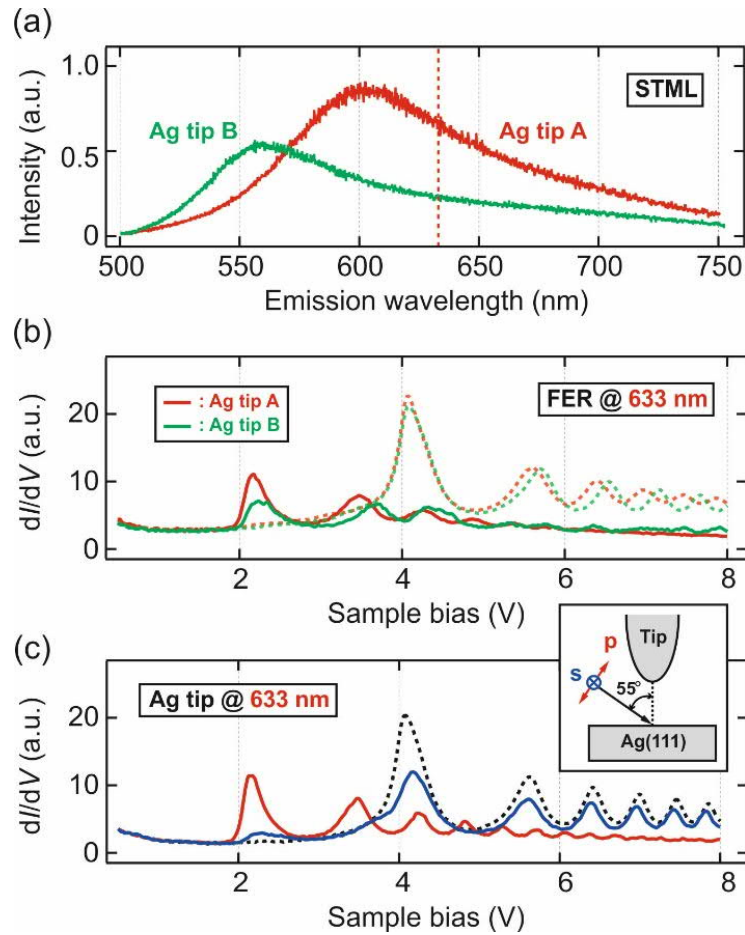 (a)
Intensity (a.u.)
1.0
0.5
0
STML
Ag tip B
Ag tip A
500 550 600 650 700 750
Emission wavelength (nm)
(b)
dI/dV (a.u.)
20
10
0
: Ag tip A
: Ag tip B
FER @ 633 nm
2 4 6 8
Sample bias (V)
(c)
dI/dV (a.u.)
20
10
0
Ag tip @ 633 nm
Tip
p
s
55°
Ag(111)
2 4 6 8
Sample bias (V)